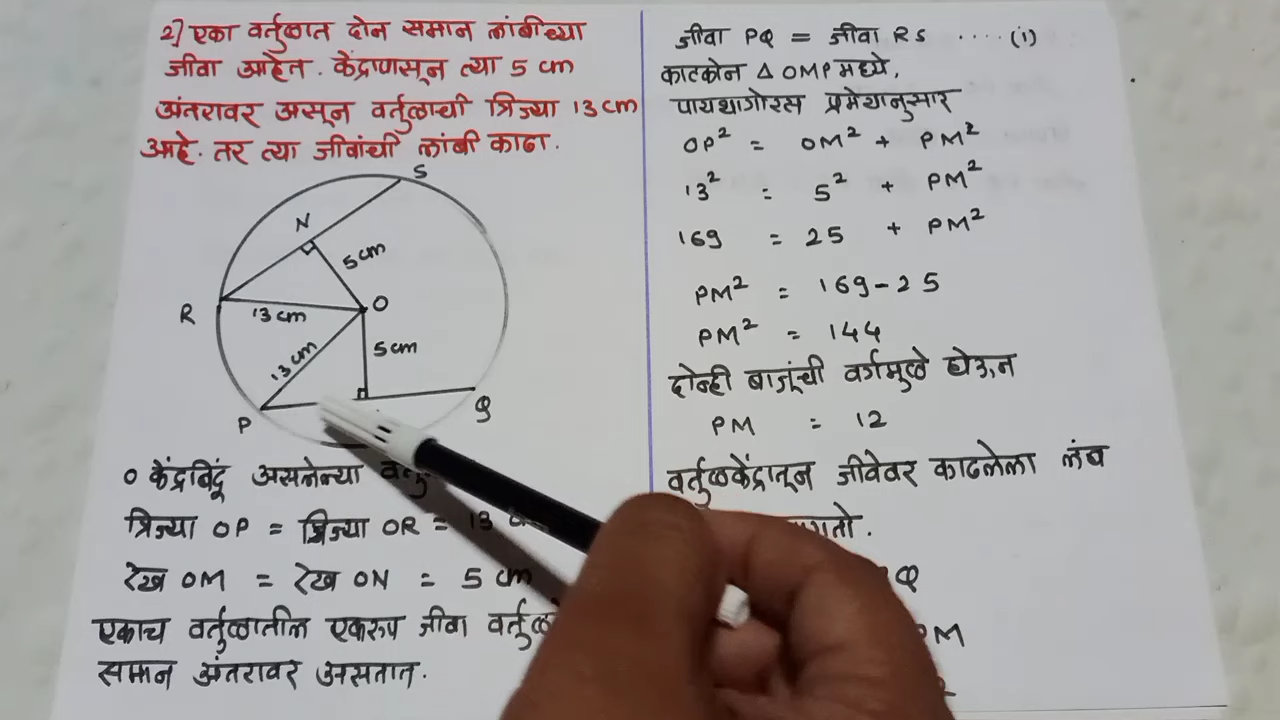 2] एका वर्तुळात दोन समान लांबीच्या
जीवा आहेत. केंद्रापासून त्या 5 cm
अंतरावर असून वर्तुळाची त्रिज्या 13 cm
आहे. तर त्या जीवांची लांबी काढा.
S
N
5 cm
R
13 cm
O
13 cm
5 cm
P
Q
O केंद्रबिंदू असलेल्या
त्रिज्या OP = त्रिज्या OR = 13
रेख OM = रेख ON = 5 cm
एकाच वर्तुळातील एकरुप जीवा
समान अंतरावर असतात.
जीवा PQ = जीवा RS ....(1)
काटकोन △ OMP मध्ये,
पायथागोरस प्रमेयानुसार
OP² = OM² + PM²
13² = 5² + PM²
169 = 25 + PM²
PM² = 169-25
PM² = 144
दोन्ही बाजूंची वर्गमुळे घेऊन
PM = 12
वर्तुळकेंद्रातून जीवेवर काढलेला लंब
Q
PM